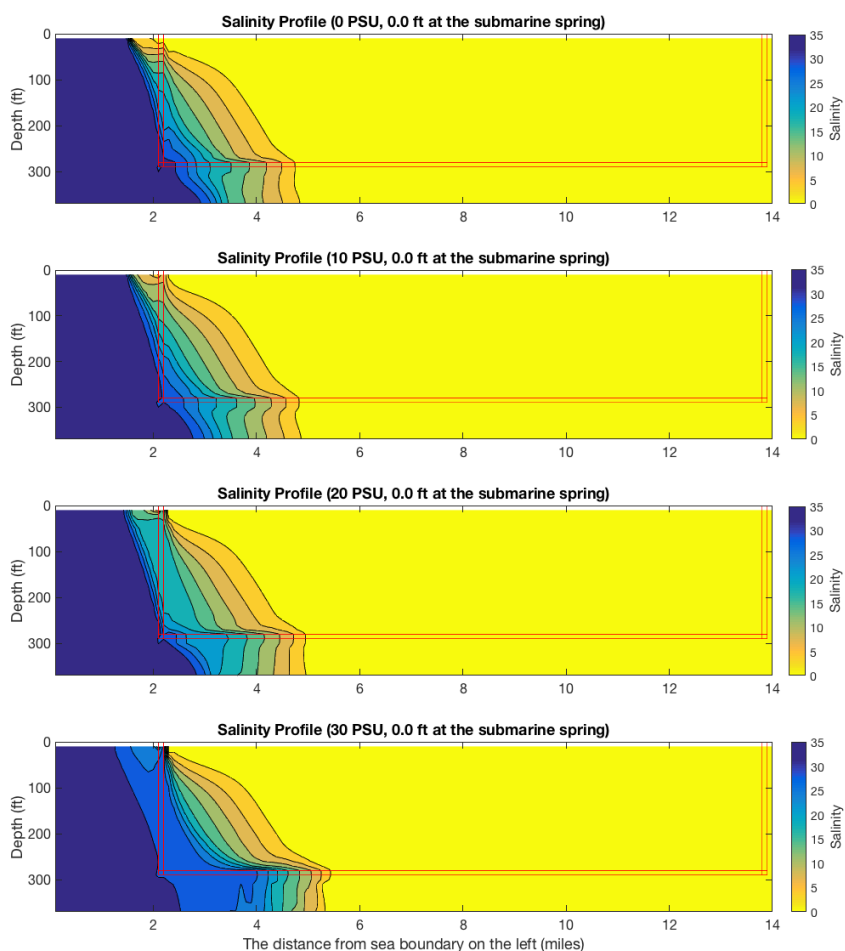 Salinity Profile (0 PSU, 0.0 ft at the submarine spring)
0
100
200
300
Depth (ft)
2 4 6 8 10 12 14
35
30
25
20
15
10
5
0
Salinity
Salinity Profile (10 PSU, 0.0 ft at the submarine spring)
0
100
200
300
Depth (ft)
2 4 6 8 10 12 14
35
30
25
20
15
10
5
0
Salinity
Salinity Profile (20 PSU, 0.0 ft at the submarine spring)
0
100
200
300
Depth (ft)
2 4 6 8 10 12 14
35
30
25
20
15
10
5
0
Salinity
Salinity Profile (30 PSU, 0.0 ft at the submarine spring)
0
100
200
300
Depth (ft)
2 4 6 8 10 12 14
35
30
25
20
15
10
5
0
Salinity
The distance from sea boundary on the left (miles)